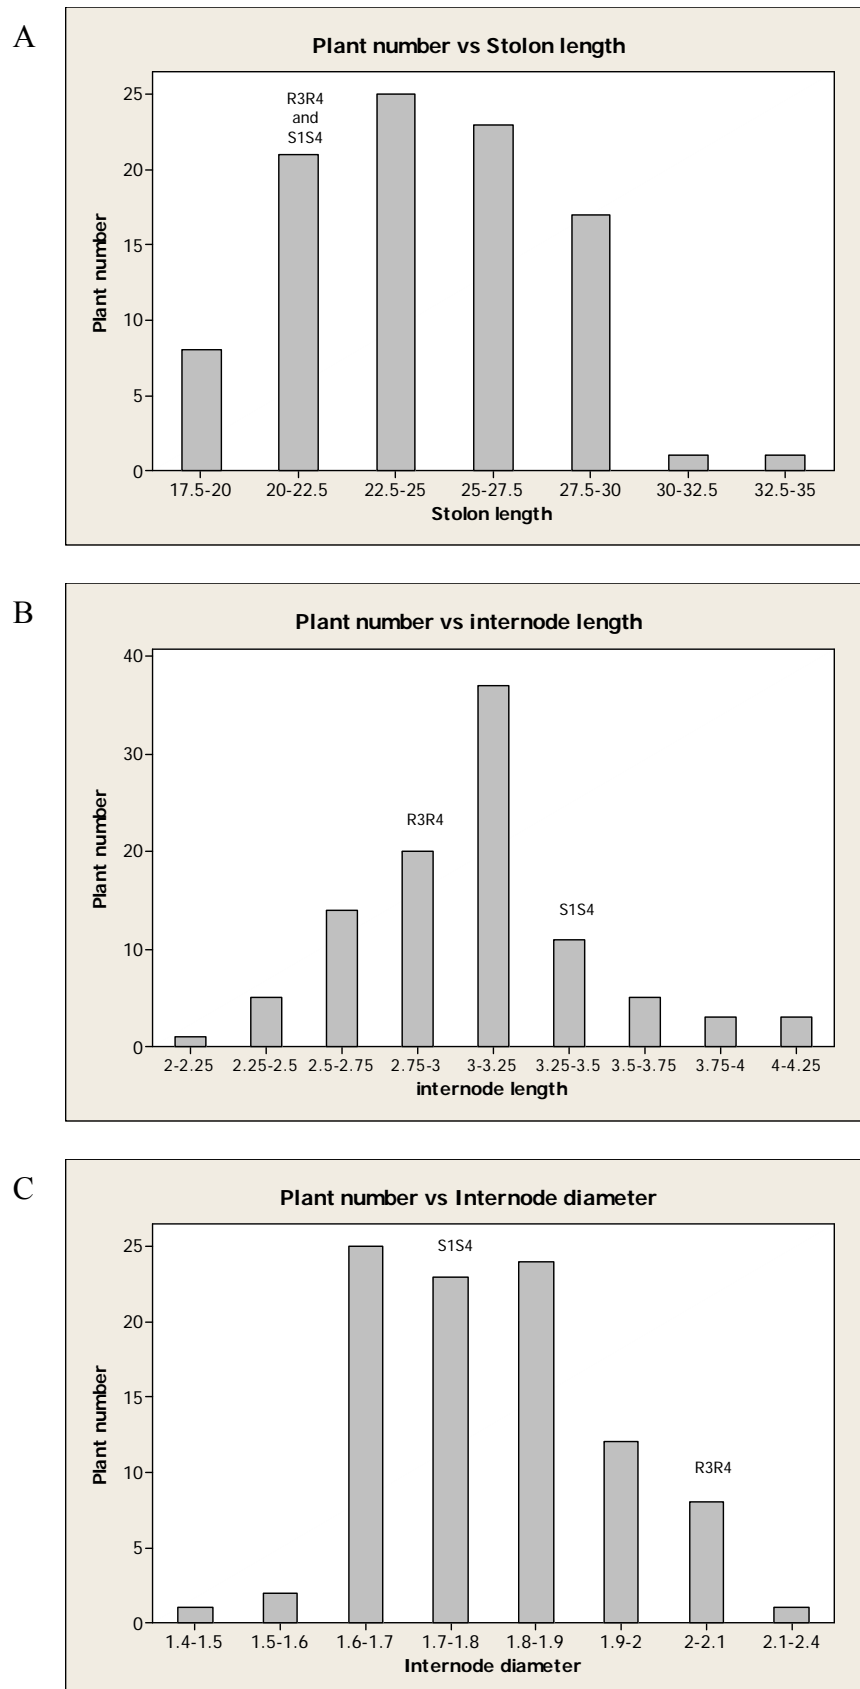 A
Plant number vs Stolon length
25
20
15
10
5
0
Plant number
R3R4
and
S1S4
17.5-20 20-22.5 22.5-25 25-27.5 27.5-30 30-32.5 32.5-35
Stolon length
B
Plant number vs internode length
40
30
20
10
0
Plant number
R3R4
S1S4
2-2.25 2.25-2.5 2.5-2.75 2.75-3 3-3.25 3.25-3.5 3.5-3.75 3.75-4 4-4.25
internode length
C
Plant number vs Internode diameter
25
20
15
10
5
0
Plant number
S1S4
R3R4
1.4-1.5 1.5-1.6 1.6-1.7 1.7-1.8 1.8-1.9 1.9-2 2-2.1 2.1-2.4
Internode diameter